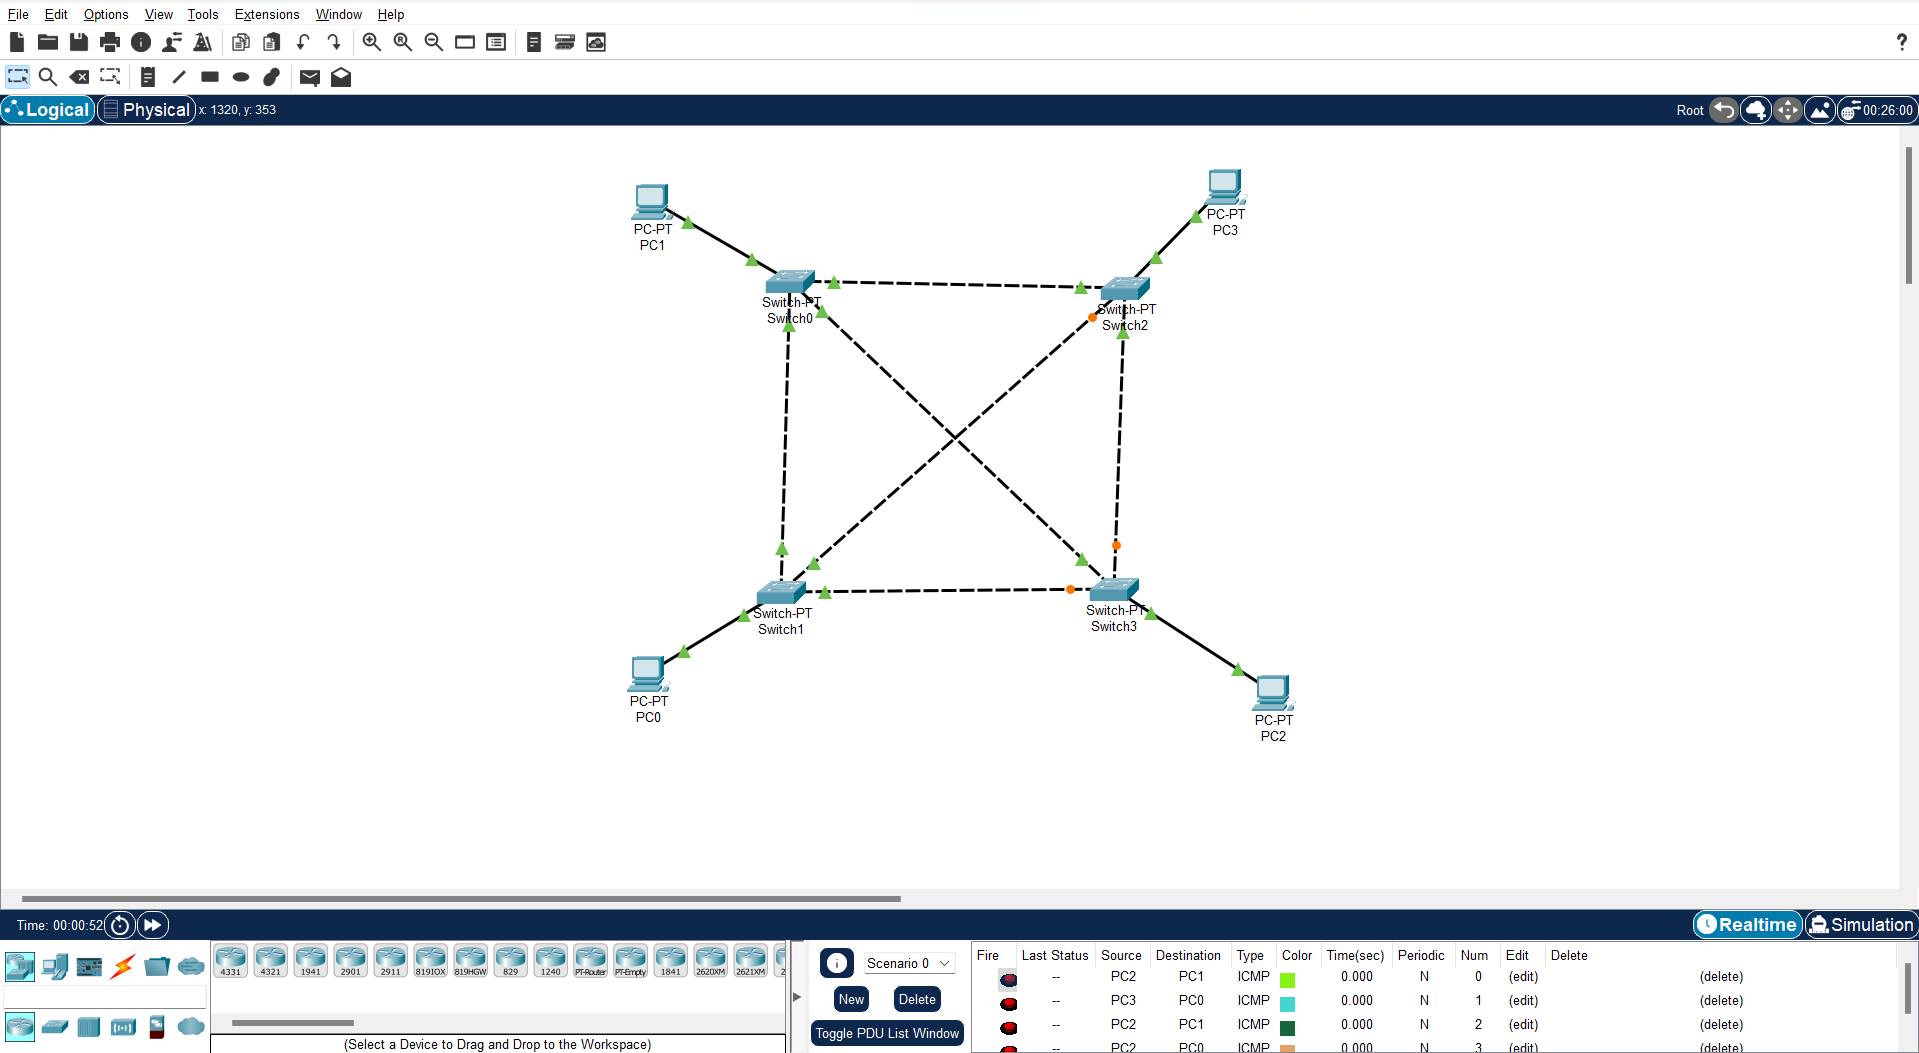 File Edit Options View Tools Extensions Window Help
?
Logical Physical x: 1320, y: 353 Root 00:26:00
PC-PT
PC1
PC-PT
PC3
Switch-PT
Switch0
Switch-PT
Switch2
Switch-PT
Switch1
Switch-PT
Switch3
PC-PT
PC0
PC-PT
PC2
Time: 00:00:52 Realtime Simulation
4331 4321 1941 2901 2911 819IOX 819HGW 829 1240 PT-Router PT-Empty 1841 2620XM 2621XM 2
(Select a Device to Drag and Drop to the Workspace)
Scenario 0
New Delete
Toggle PDU List Window
Fire Last Status Source Destination Type Color Time(sec) Periodic Num Edit Delete
-- PC2 PC1 ICMP 0.000 N 0 (edit) (delete)
-- PC3 PC0 ICMP 0.000 N 1 (edit) (delete)
-- PC2 PC1 ICMP 0.000 N 2 (edit) (delete)
-- PC2 PC0 ICMP 0.000 N 3 (edit) (delete)